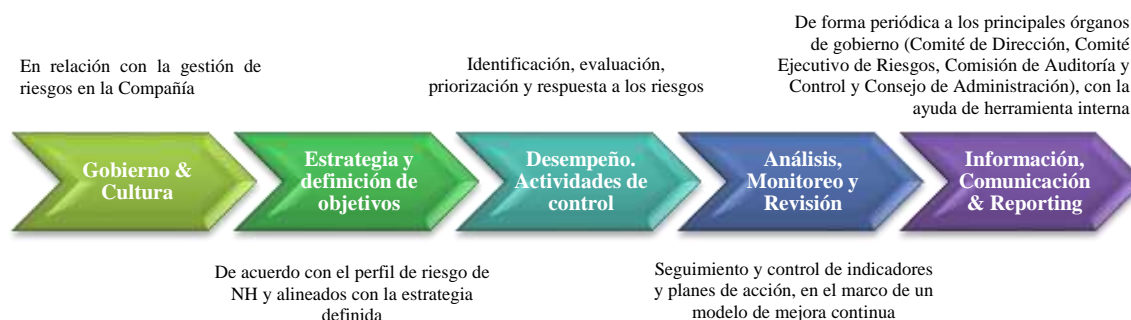 De forma periódica a los principales órganos
de gobierno (Comité de Dirección, Comité
Ejecutivo de Riesgos, Comisión de Auditoría y
Control y Consejo de Administración), con la
ayuda de herramienta interna
En relación con la gestión de
riesgos en la Compañía
Identificación, evaluación,
priorización y respuesta a los riesgos
Gobierno &
Cultura
Estrategia y
definición de
objetivos
Desempeño.
Actividades de
control
Análisis,
Monitoreo y
Revisión
Información,
Comunicación
& Reporting
De acuerdo con el perfil de riesgo de
NH y alineados con la estrategia
definida
Seguimiento y control de indicadores
y planes de acción, en el marco de un
modelo de mejora continua